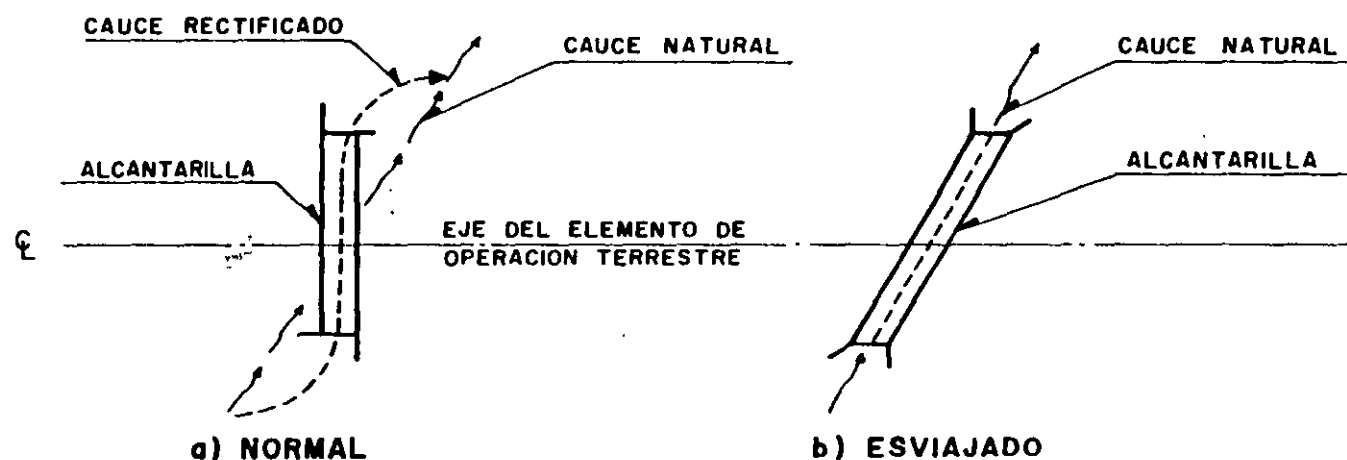 CAUCE RECTIFICADO
CAUCE NATURAL
ALCANTARILLA
℄
EJE DEL ELEMENTO DE
OPERACION TERRESTRE
a) NORMAL
CAUCE NATURAL
ALCANTARILLA
b) ESVIAJADO